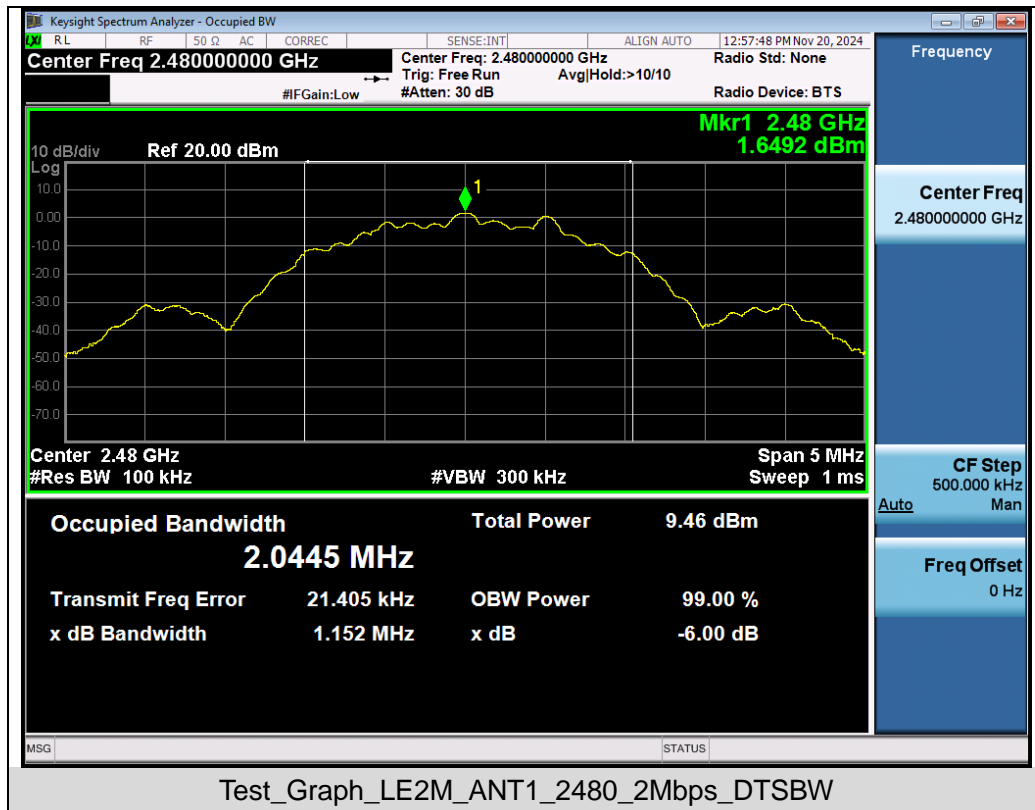 Keysight Spectrum Analyzer - Occupied BW
LXI RL RF 50 Ω AC CORREC SENSE:INT ALIGN AUTO 12:57:48 PM Nov 20, 2024
Center Freq 2.480000000 GHz
Center Freq: 2.480000000 GHz
Radio Std: None
Trig: Free Run Avg|Hold:>10/10
#IFGain:Low
#Atten: 30 dB
Radio Device: BTS
Frequency
Mkr1 2.48 GHz
1.6492 dBm
10 dB/div Ref 20.00 dBm
Log
10.0
0.00
-10.0
-20.0
-30.0
-40.0
-50.0
-60.0
-70.0
1
Center 2.48 GHz Span 5 MHz
#Res BW 100 kHz #VBW 300 kHz Sweep 1 ms
Center Freq
2.480000000 GHz
CF Step
500.000 kHz
Auto Man
Freq Offset
0 Hz
Occupied Bandwidth Total Power 9.46 dBm
2.0445 MHz
Transmit Freq Error 21.405 kHz OBW Power 99.00 %
x dB Bandwidth 1.152 MHz x dB -6.00 dB
MSG STATUS
Test_Graph_LE2M_ANT1_2480_2Mbps_DTSBW